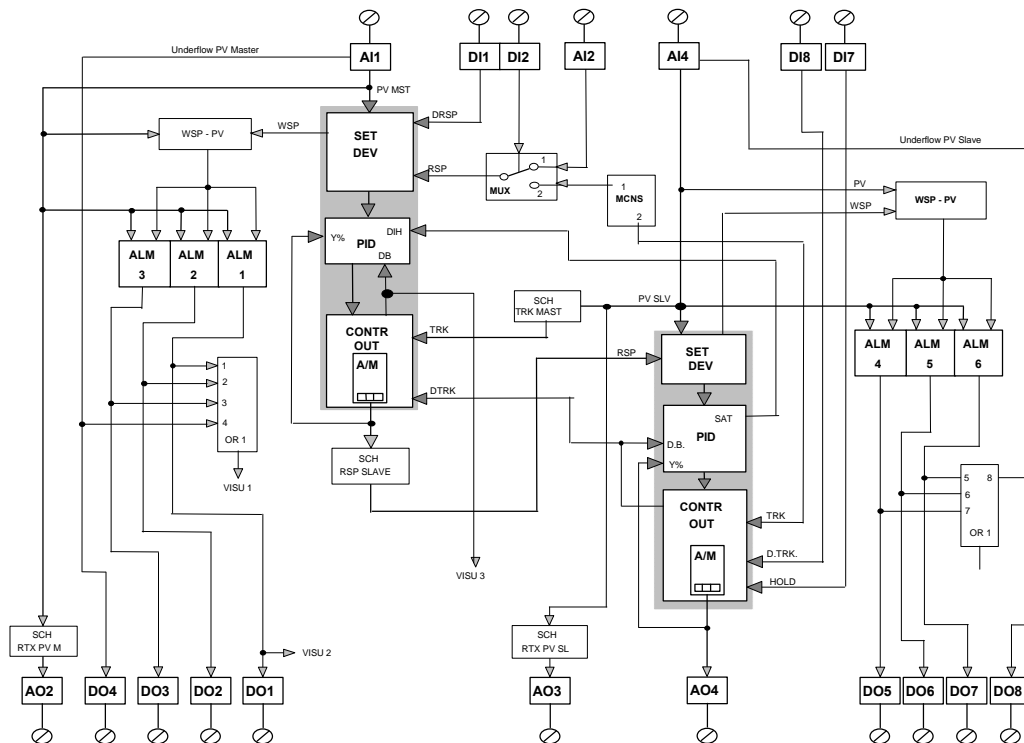 AI1
DI1
DI2
AI2
AI4
DI8
DI7
Underflow PV Master
PV MST
DRSP
WSP
WSP - PV
SET
DEV
RSP
MUX
1
2
1
MCNS
2
Underflow PV Slave
PV
WSP
WSP - PV
Y%
DIH
PID
DB
ALM
3
ALM
2
ALM
1
SCH
TRK MAST
PV SLV
CONTR
OUT
A/M
TRK
DTRK
RSP
SET
DEV
ALM
4
ALM
5
ALM
6
1
2
3
4
OR 1
VISU 1
SCH
RSP SLAVE
SAT
D.B.
PID
Y%
CONTR
OUT
A/M
TRK
D.TRK.
HOLD
5
8
6
7
OR 1
VISU 3
SCH
RTX PV M
VISU 2
SCH
RTX PV SL
AO2
DO4
DO3
DO2
DO1
AO3
AO4
DO5
DO6
DO7
DO8